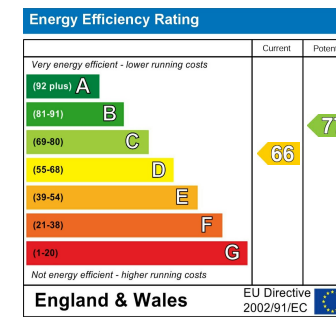 Energy Efficiency Rating
Current
Very energy efficient - lower running costs
(92 plus) A
(81-91) B
(69-80) C
(55-68) D
(39-54) E
(21-38) F
(1-20) G
66
Not energy efficient - higher running costs
England & Wales
EU Directive
2002/91/EC